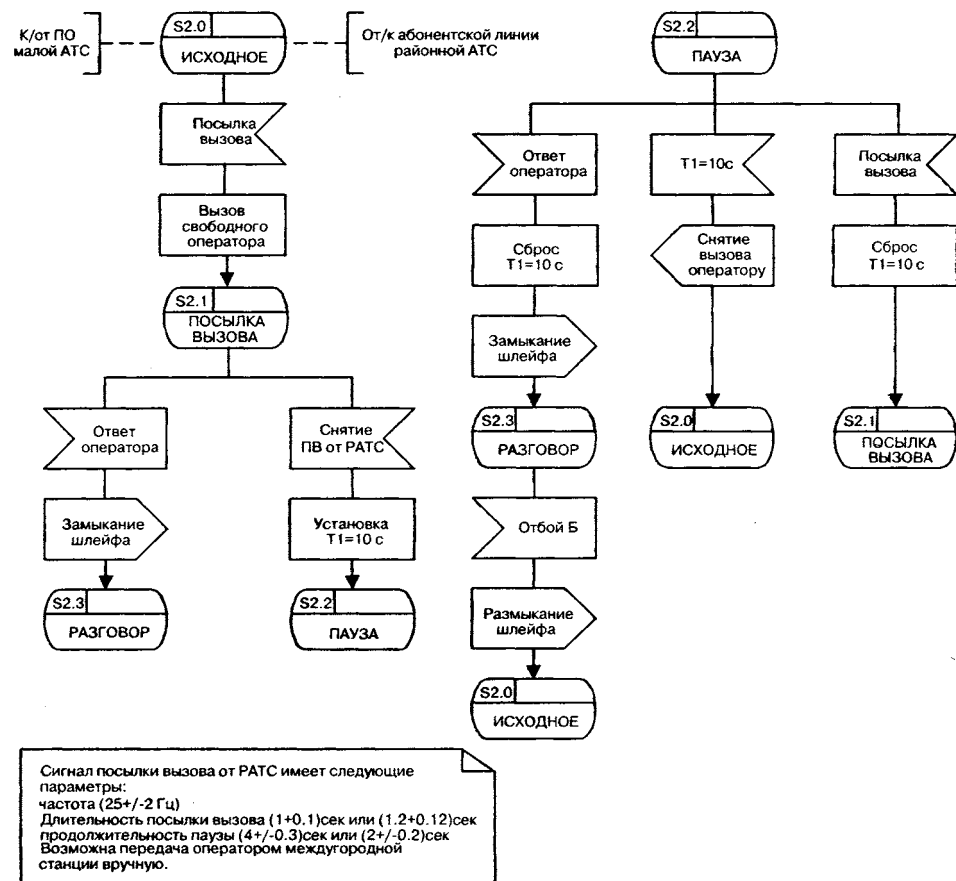 К/от ПО
малой АТС
S2.0
ИСХОДНОЕ
От/к абонентской линии
районной АТС
Посылка
вызова
Вызов
свободного
оператора
S2.1
ПОСЫЛКА
ВЫЗОВА
Ответ
оператора
Замыкание
шлейфа
S2.3
РАЗГОВОР
Снятие
ПВ от РАТС
Установка
Т1=10 с
S2.2
ПАУЗА
S2.2
ПАУЗА
Ответ
оператора
Сброс
Т1=10 с
Замыкание
шлейфа
S2.3
РАЗГОВОР
Отбой Б
Размыкание
шлейфа
S2.0
ИСХОДНОЕ
Т1=10с
Снятие
вызова
оператору
S2.0
ИСХОДНОЕ
Посылка
вызова
Сброс
Т1=10 с
S2.1
ПОСЫЛКА
ВЫЗОВА
Сигнал посылки вызова от РАТС имеет следующие
параметры:
частота (25+/-2 Гц)
Длительность посылки вызова (1+0.1)сек или (1.2+0.12)сек
продолжительность паузы (4+/-0.3)сек или (2+/-0.2)сек
Возможна передача оператором междугородной
станции вручную.